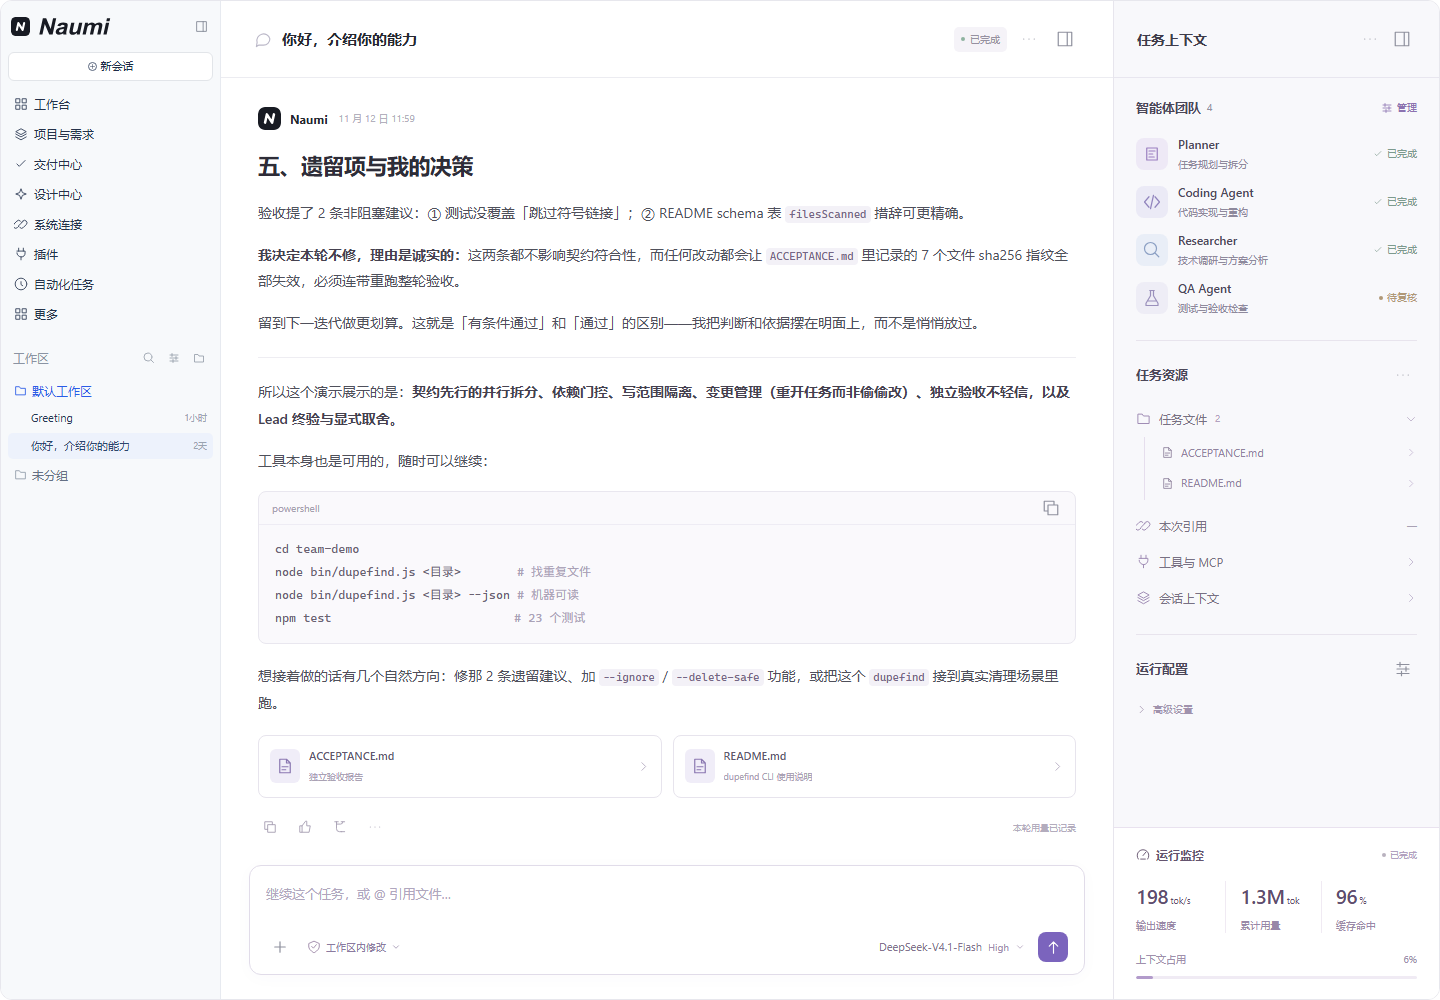 Naumi
新会话
工作台
项目与需求
交付中心
设计中心
系统连接
插件
自动化任务
更多
工作区
默认工作区
Greeting 1小时
你好，介绍你的能力 2天
未分组
你好，介绍你的能力
已完成
Naumi 11 月 12 日 11:59
五、遗留项与我的决策
验收提了 2 条非阻塞建议：① 测试没覆盖「跳过符号链接」；② README schema 表 filesScanned 措辞可更精确。
我决定本轮不修，理由是诚实的：这两条都不影响契约符合性，而任何改动都会让 ACCEPTANCE.md 里记录的 7 个文件 sha256 指纹全
部失效，必须连带重跑整轮验收。
留到下一迭代做更划算。这就是「有条件通过」和「通过」的区别——我把判断和依据摆在明面上，而不是悄悄放过。
所以这个演示展示的是：契约先行的并行拆分、依赖门控、写范围隔离、变更管理（重开任务而非偷偷改）、独立验收不轻信，以及
Lead 终验与显式取舍。
工具本身也是可用的，随时可以继续：
powershell
cd team-demo
node bin/dupefind.js <目录> # 找重复文件
node bin/dupefind.js <目录> --json # 机器可读
npm test # 23 个测试
想接着做的话有几个自然方向：修那 2 条遗留建议、加 --ignore / --delete-safe 功能，或把这个 dupefind 接到真实清理场景里
跑。
ACCEPTANCE.md
独立验收报告
README.md
dupefind CLI 使用说明
本轮用量已记录
继续这个任务，或 @ 引用文件...
工作区内修改
DeepSeek-V4.1-Flash High
任务上下文
智能体团队 4 管理
Planner
任务规划与拆分
已完成
Coding Agent
代码实现与重构
已完成
Researcher
技术调研与方案分析
已完成
QA Agent
测试与验收检查
待复核
任务资源
任务文件 2
ACCEPTANCE.md
README.md
本次引用
工具与 MCP
会话上下文
运行配置
高级设置
运行监控 已完成
198 tok/s 1.3M tok 96 %
输出速度 累计用量 缓存命中
上下文占用 6%